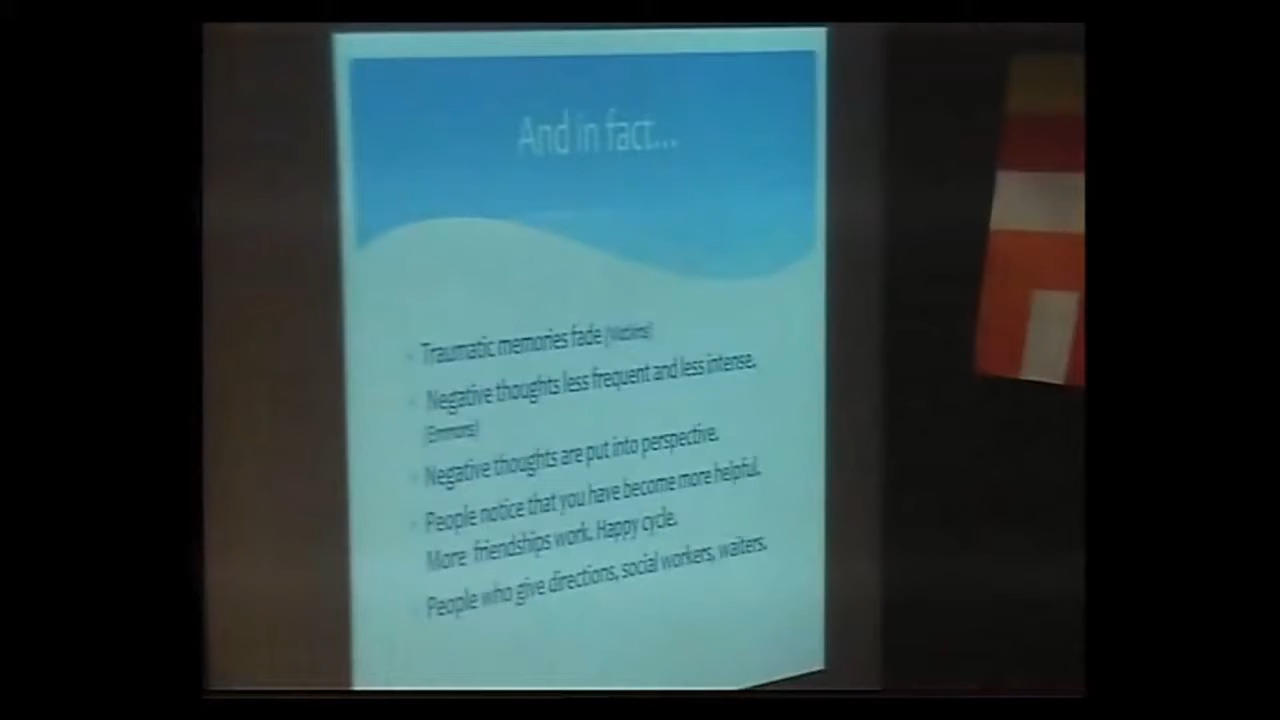 And in fact...
Traumatic memories fade
Negative thoughts less frequent and less intense.
(Emmons)
Negative thoughts are put into perspective.
People notice that you have become more helpful.
More friendships work. Happy cycle.
People who give directions, social workers, waiters.